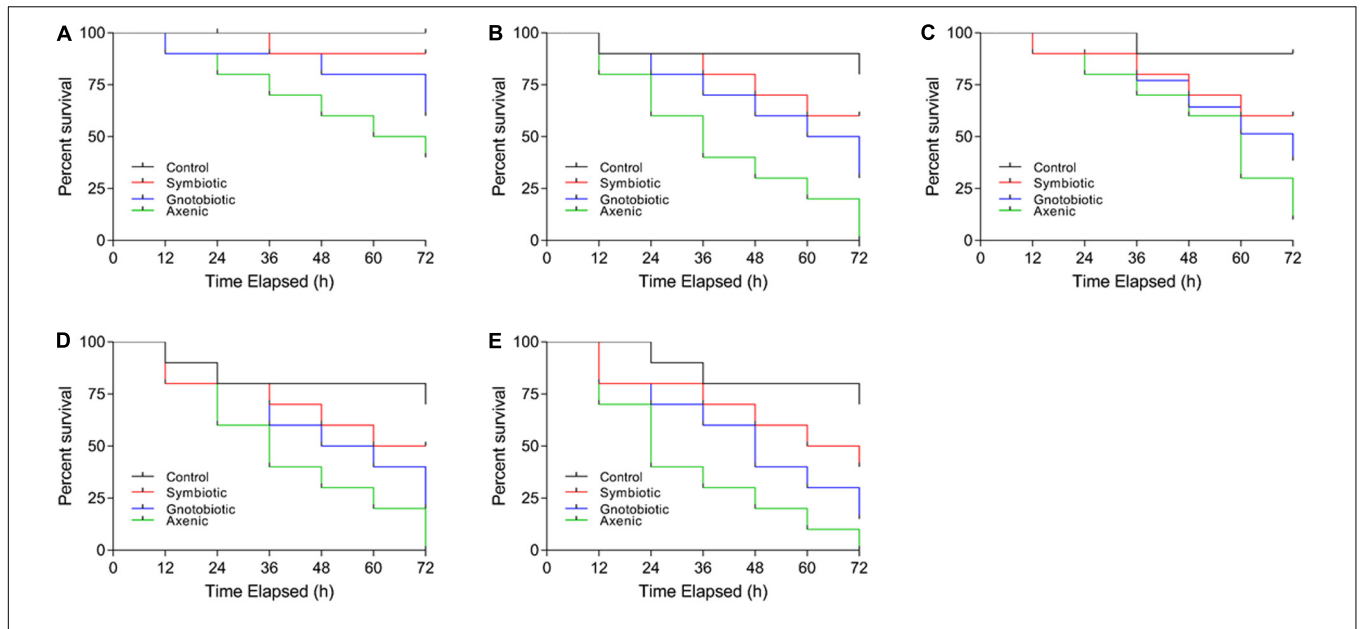 A
Percent survival
100
75
50
25
0
Control
Symbiotic
Gnotobiotic
Axenic
0 12 24 36 48 60 72
Time Elapsed (h)
B
Percent survival
100
75
50
25
0
Control
Symbiotic
Gnotobiotic
Axenic
0 12 24 36 48 60 72
Time Elapsed (h)
C
Percent survival
100
75
50
25
0
Control
Symbiotic
Gnotobiotic
Axenic
0 12 24 36 48 60 72
Time Elapsed (h)
D
Percent survival
100
75
50
25
0
Control
Symbiotic
Gnotobiotic
Axenic
0 12 24 36 48 60 72
Time Elapsed (h)
E
Percent survival
100
75
50
25
0
Control
Symbiotic
Gnotobiotic
Axenic
0 12 24 36 48 60 72
Time Elapsed (h)